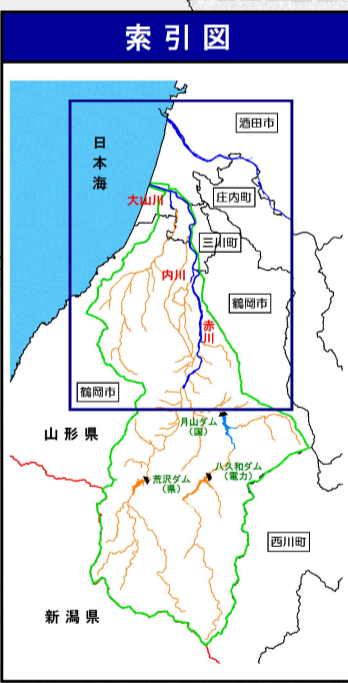 索引図
酒田市
日本海
庄内町
大山川
三川町
内川
鶴岡市
赤川
鶴岡市
月山ダム
（国）
山形県
八久和ダム
（電力）
荒沢ダム
（県）
西川町
新潟県